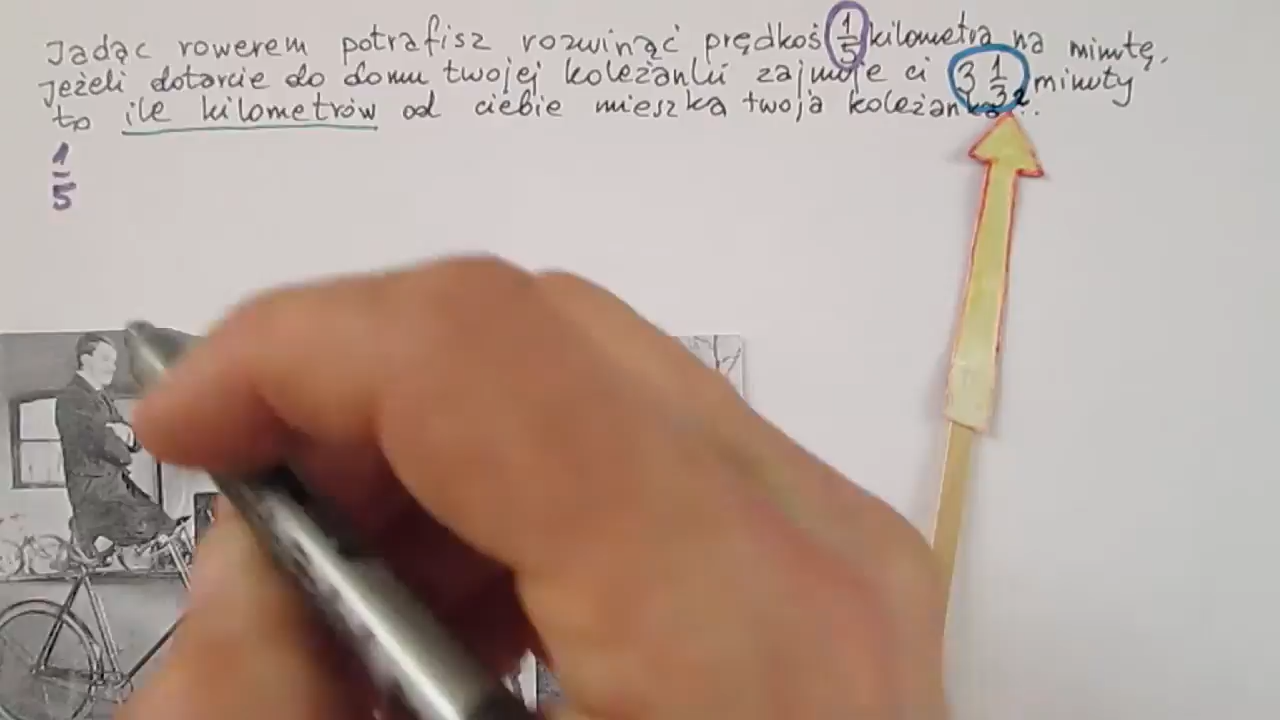 Jadąc rowerem potrafisz rozwinąć prędkoś 1/5 kilometra na minutę,
jeżeli dotarcie do domu twojej koleżanki zajmuje ci 3 1/3 minuty
to ile kilometrów od ciebie mieszka twoja koleżanka..
1/5